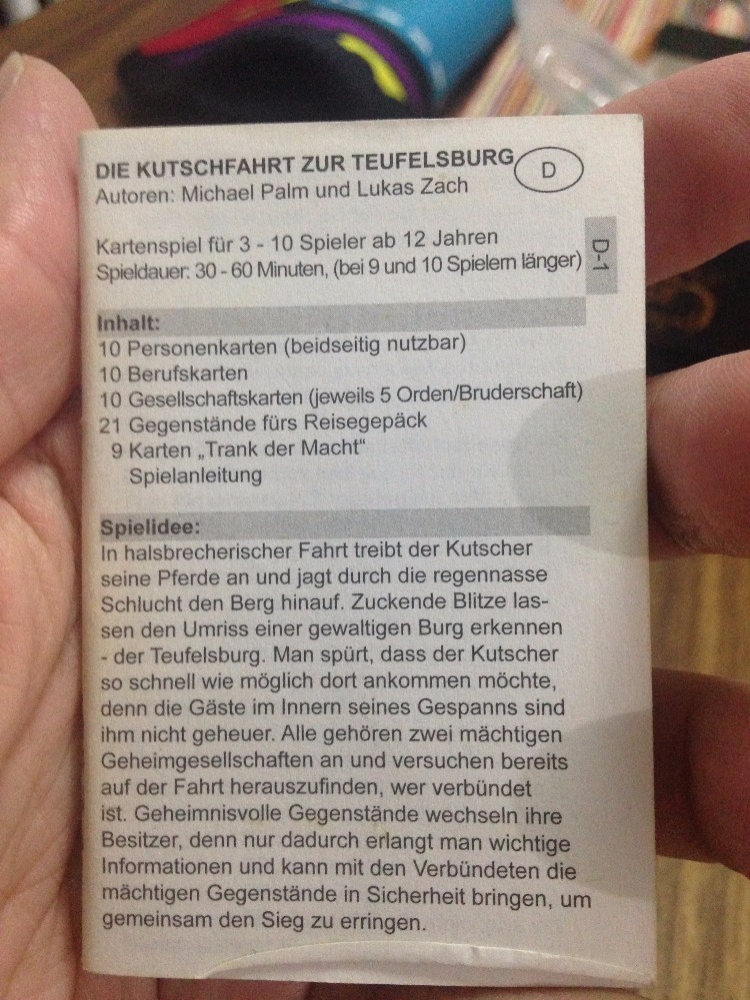 DIE KUTSCHFAHRT ZUR TEUFELSBURG
D
Autoren: Michael Palm und Lukas Zach
Kartenspiel für 3 - 10 Spieler ab 12 Jahren
Spieldauer: 30 - 60 Minuten, (bei 9 und 10 Spielern länger)
D-1
Inhalt:
10 Personenkarten (beidseitig nutzbar)
10 Berufskarten
10 Gesellschaftskarten (jeweils 5 Orden/Bruderschaft)
21 Gegenstände fürs Reisegepäck
9 Karten „Trank der Macht“
Spielanleitung
Spielidee:
In halsbrecherischer Fahrt treibt der Kutscher
seine Pferde an und jagt durch die regennasse
Schlucht den Berg hinauf. Zuckende Blitze las-
sen den Umriss einer gewaltigen Burg erkennen
- der Teufelsburg. Man spürt, dass der Kutscher
so schnell wie möglich dort ankommen möchte,
denn die Gäste im Innern seines Gespanns sind
ihm nicht geheuer. Alle gehören zwei mächtigen
Geheimgesellschaften an und versuchen bereits
auf der Fahrt herauszufinden, wer verbündet
ist. Geheimnisvolle Gegenstände wechseln ihre
Besitzer, denn nur dadurch erlangt man wichtige
Informationen und kann mit den Verbündeten die
mächtigen Gegenstände in Sicherheit bringen, um
gemeinsam den Sieg zu erringen.